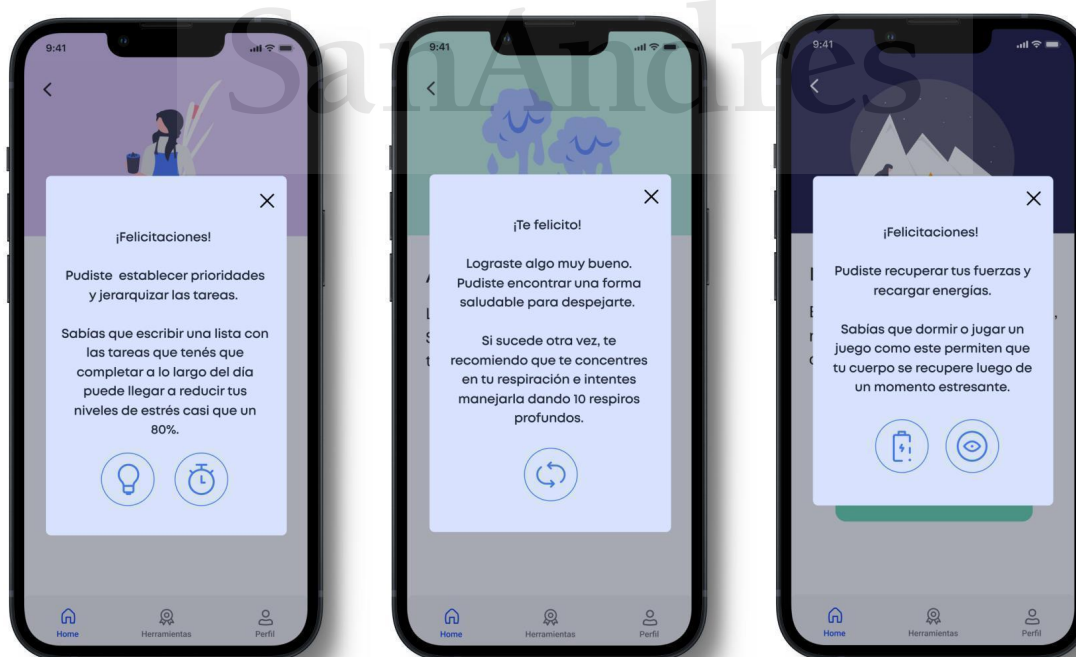 SanAndrés
9:41
¡Felicitaciones!
Pudiste establecer prioridades
y jerarquizar las tareas.
Sabías que escribir una lista con
las tareas que tenés que
completar a lo largo del día
puede llegar a reducir tus
niveles de estrés casi que un
80%.
Home
Herramientas
Perfil
9:41
¡Te felicito!
Lograste algo muy bueno.
Pudiste encontrar una forma
saludable para despejarte.
Si sucede otra vez, te
recomiendo que te concentres
en tu respiración e intentes
manejarla dando 10 respiros
profundos.
Home
Herramientas
Perfil
9:41
¡Felicitaciones!
Pudiste recuperar tus fuerzas y
recargar energías.
Sabías que dormir o jugar un
juego como este permiten que
tu cuerpo se recupere luego de
un momento estresante.
Home
Herramientas
Perfil